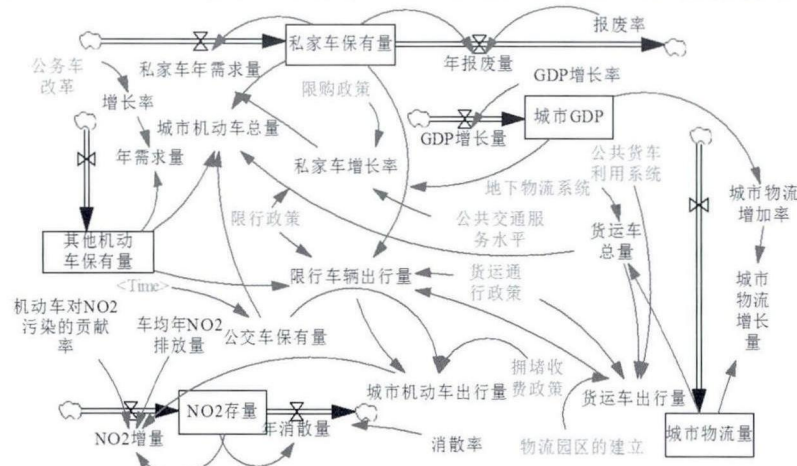 私家车保有量
报废率
公务车
改革
私家车年需求量
年报废量
GDP增长率
限购政策
增长率
城市机动车总量
GDP增长量
城市GDP
年需求量
私家车增长率
公共货车
利用系统
地下物流系统
城市物流
增加率
限行政策
公共交通服
务水平
货运车
总量
其他机动
车保有量
限行车辆出行量
货运通
行政策
城市
物流
增长
量
<Time>
机动车对NO2
污染的贡献
率
车均年NO2
排放量
公交车保有量
拥堵收
费政策
城市机动车出行量
货运车出行量
NO2存量
NO2增量
年消散量
消散率
物流园区的建立
城市物流量